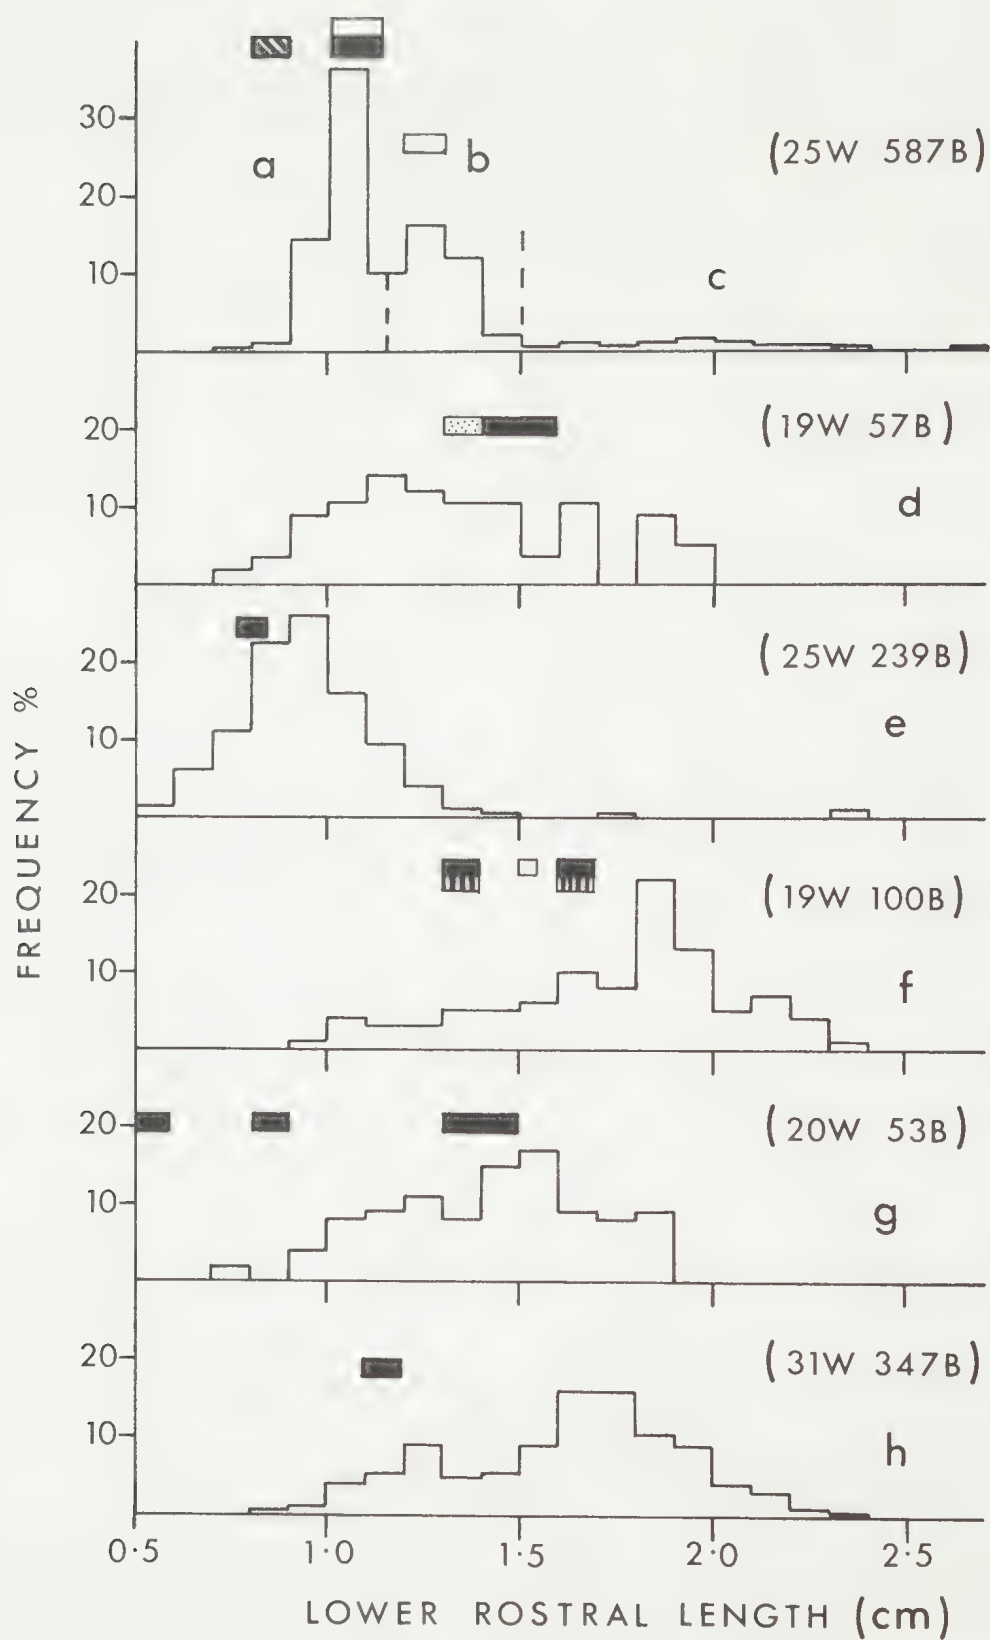 30
20
10
a
b
(25W 587B)
c
20
10
(19W 57B)
d
20
10
(25W 239B)
e
20
10
(19W 100B)
f
20
10
(20W 53B)
g
20
10
(31W 347B)
h
FREQUENCY %
0·5 1·0 1·5 2·0 2·5
LOWER ROSTRAL LENGTH (cm)